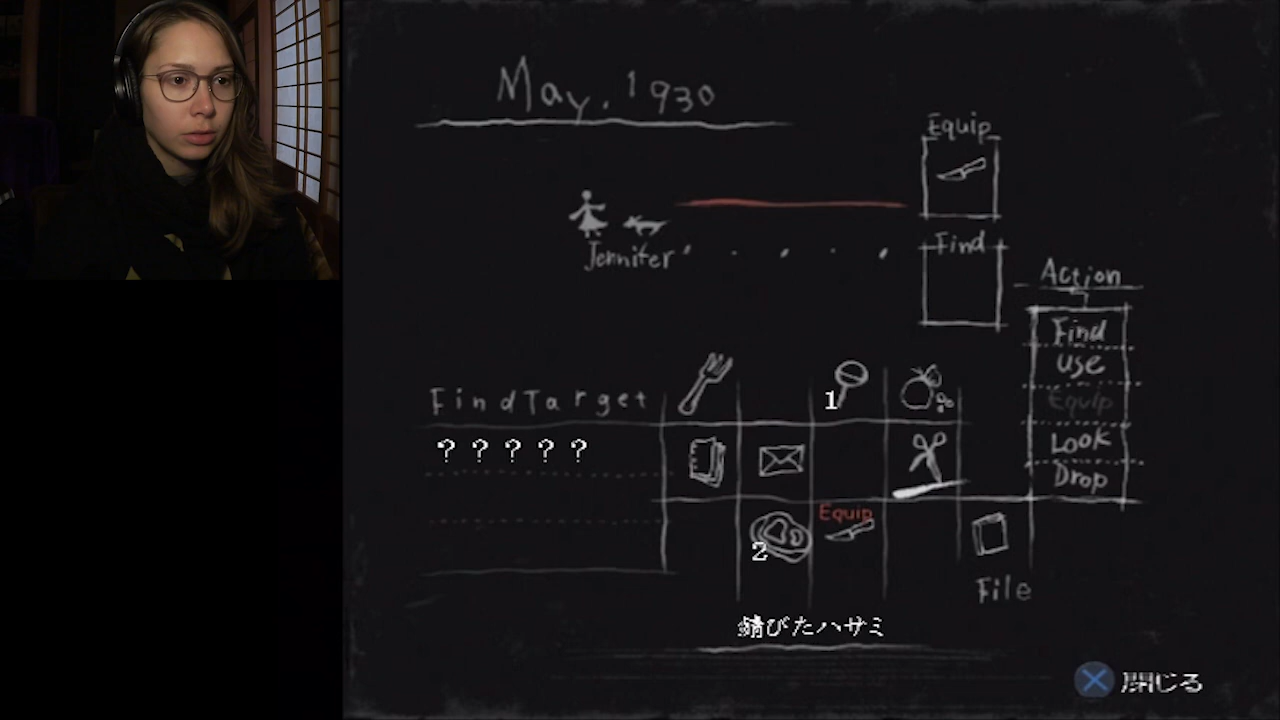 May, 1930
Equip
Jennifer
Find
Action
Find
use
Equip
Look
Drop
FindTarget
1
?????
Equip
2
File
錆びたハサミ
閉じる